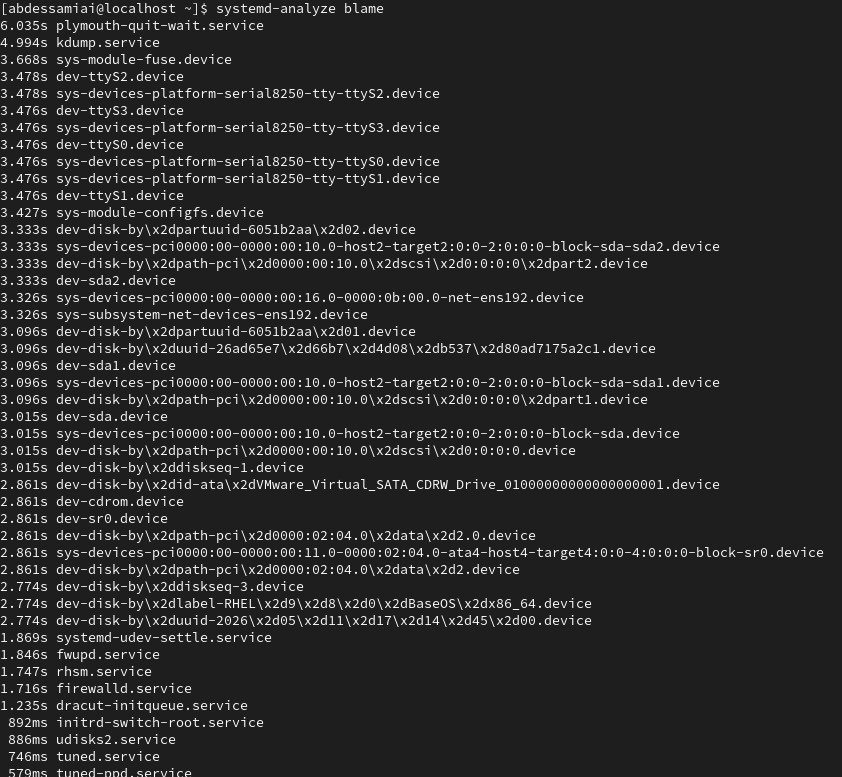 [abdessamiai@localhost ~]$ systemd-analyze blame
6.035s plymouth-quit-wait.service
4.994s kdump.service
3.668s sys-module-fuse.device
3.478s dev-ttyS2.device
3.478s sys-devices-platform-serial8250-tty-ttyS2.device
3.476s dev-ttyS3.device
3.476s sys-devices-platform-serial8250-tty-ttyS3.device
3.476s dev-ttyS0.device
3.476s sys-devices-platform-serial8250-tty-ttyS0.device
3.476s sys-devices-platform-serial8250-tty-ttyS1.device
3.476s dev-ttyS1.device
3.427s sys-module-configfs.device
3.333s dev-disk-by\x2dpartuuid-6051b2aa\x2d02.device
3.333s sys-devices-pci0000:00-0000:00:10.0-host2-target2:0:0-2:0:0:0-block-sda-sda2.device
3.333s dev-disk-by\x2dpath-pci\x2d0000:00:10.0\x2dscsi\x2d0:0:0:0\x2dpart2.device
3.333s dev-sda2.device
3.326s sys-devices-pci0000:00-0000:00:16.0-0000:0b:00.0-net-ens192.device
3.326s sys-subsystem-net-devices-ens192.device
3.096s dev-disk-by\x2dpartuuid-6051b2aa\x2d01.device
3.096s dev-disk-by\x2duuid-26ad65e7\x2d66b7\x2d4d08\x2db537\x2d80ad7175a2c1.device
3.096s dev-sda1.device
3.096s sys-devices-pci0000:00-0000:00:10.0-host2-target2:0:0-2:0:0:0-block-sda-sda1.device
3.096s dev-disk-by\x2dpath-pci\x2d0000:00:10.0\x2dscsi\x2d0:0:0:0\x2dpart1.device
3.015s dev-sda.device
3.015s sys-devices-pci0000:00-0000:00:10.0-host2-target2:0:0-2:0:0:0-block-sda.device
3.015s dev-disk-by\x2dpath-pci\x2d0000:00:10.0\x2dscsi\x2d0:0:0:0.device
3.015s dev-disk-by\x2ddiskseq-1.device
2.861s dev-disk-by\x2did-ata\x2dVMware_Virtual_SATA_CDRW_Drive_01000000000000000001.device
2.861s dev-cdrom.device
2.861s dev-sr0.device
2.861s dev-disk-by\x2dpath-pci\x2d0000:02:04.0\x2data\x2d2.0.device
2.861s sys-devices-pci0000:00-0000:00:11.0-0000:02:04.0-ata4-host4-target4:0:0-4:0:0:0-block-sr0.device
2.861s dev-disk-by\x2dpath-pci\x2d0000:02:04.0\x2data\x2d2.device
2.774s dev-disk-by\x2ddiskseq-3.device
2.774s dev-disk-by\x2dlabel-RHEL\x2d9\x2d8\x2d0\x2dBaseOS\x2dx86_64.device
2.774s dev-disk-by\x2duuid-2026\x2d05\x2d11\x2d17\x2d14\x2d45\x2d00.device
1.869s systemd-udev-settle.service
1.846s fwupd.service
1.747s rhsm.service
1.716s firewalld.service
1.235s dracut-initqueue.service
892ms initrd-switch-root.service
886ms udisks2.service
746ms tuned.service
579ms tuned-ppd.service